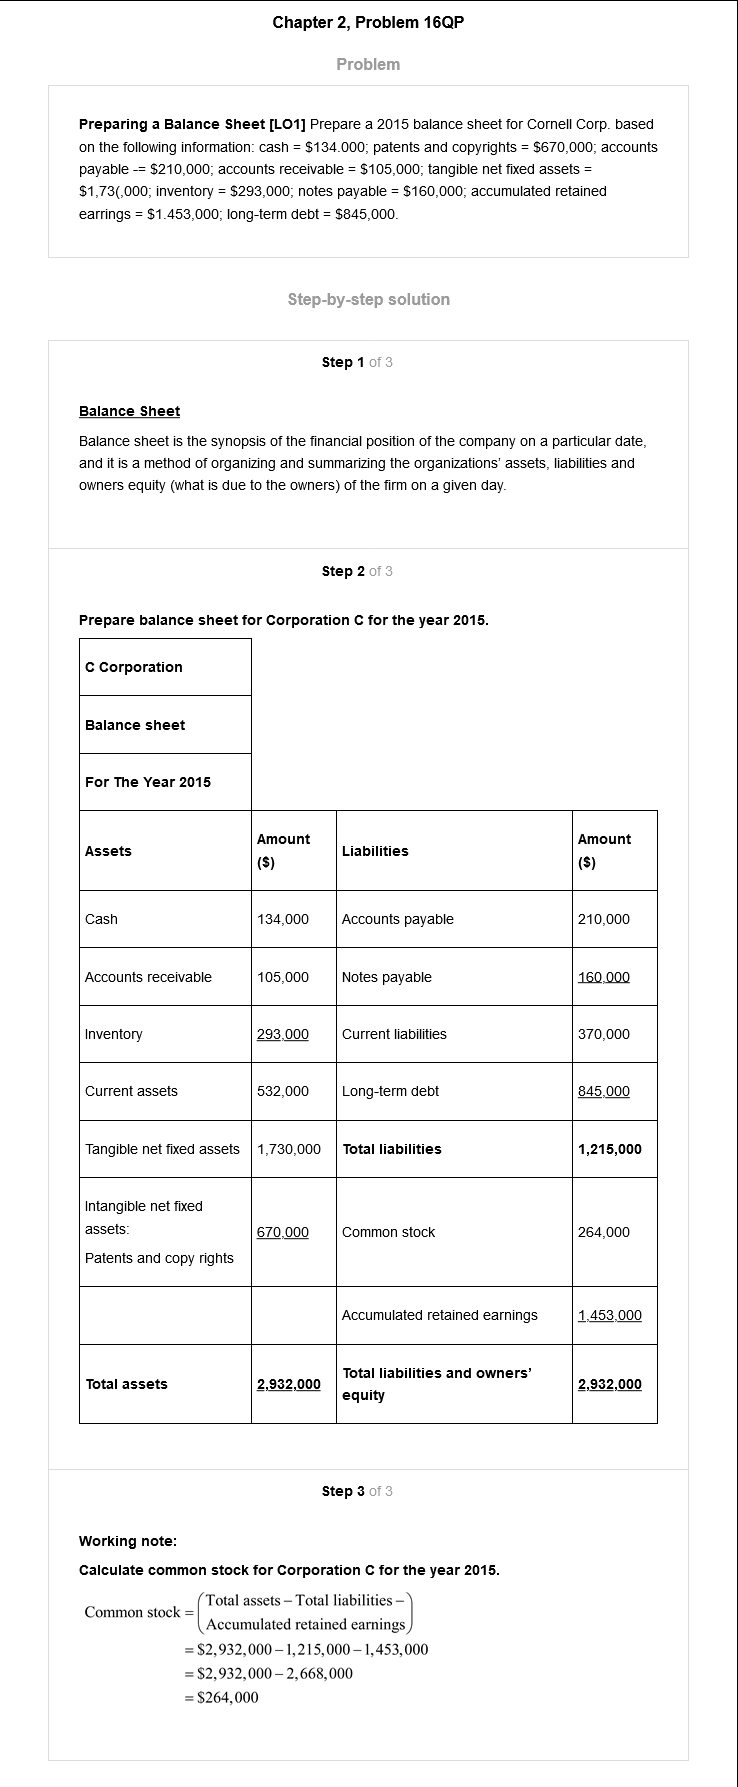 Chapter 2, Problem 16QP
Problem
Preparing a Balance Sheet [LO1] Prepare a 2015 balance sheet for Cornell Corp. based
on the following information: cash = $134.000; patents and copyrights = $670,000; accounts
payable -= $210,000; accounts receivable = $105,000; tangible net fixed assets =
$1,73(,000; inventory = $293,000; notes payable = $160,000; accumulated retained
earrings = $1.453,000; long-term debt = $845,000.
Step-by-step solution
Step 1 of 3
Balance Sheet
Balance sheet is the synopsis of the financial position of the company on a particular date,
and it is a method of organizing and summarizing the organizations' assets, liabilities and
owners equity (what is due to the owners) of the firm on a given day.
Step 2 of 3
Prepare balance sheet for Corporation C for the year 2015.
C Corporation
Balance sheet
For The Year 2015
Assets Amount ($) Liabilities Amount ($)
Cash 134,000 Accounts payable 210,000
Accounts receivable 105,000 Notes payable 160,000
Inventory 293,000 Current liabilities 370,000
Current assets 532,000 Long-term debt 845,000
Tangible net fixed assets 1,730,000 Total liabilities 1,215,000
Intangible net fixed
assets:
Patents and copy rights 670,000 Common stock 264,000
Accumulated retained earnings 1,453,000
Total assets 2,932,000 Total liabilities and owners' equity 2,932,000
Step 3 of 3
Working note:
Calculate common stock for Corporation C for the year 2015.
Common stock = (Total assets – Total liabilities –
Accumulated retained earnings)
= $2,932,000 – 1,215,000 – 1,453,000
= $2,932,000 – 2,668,000
= $264,000